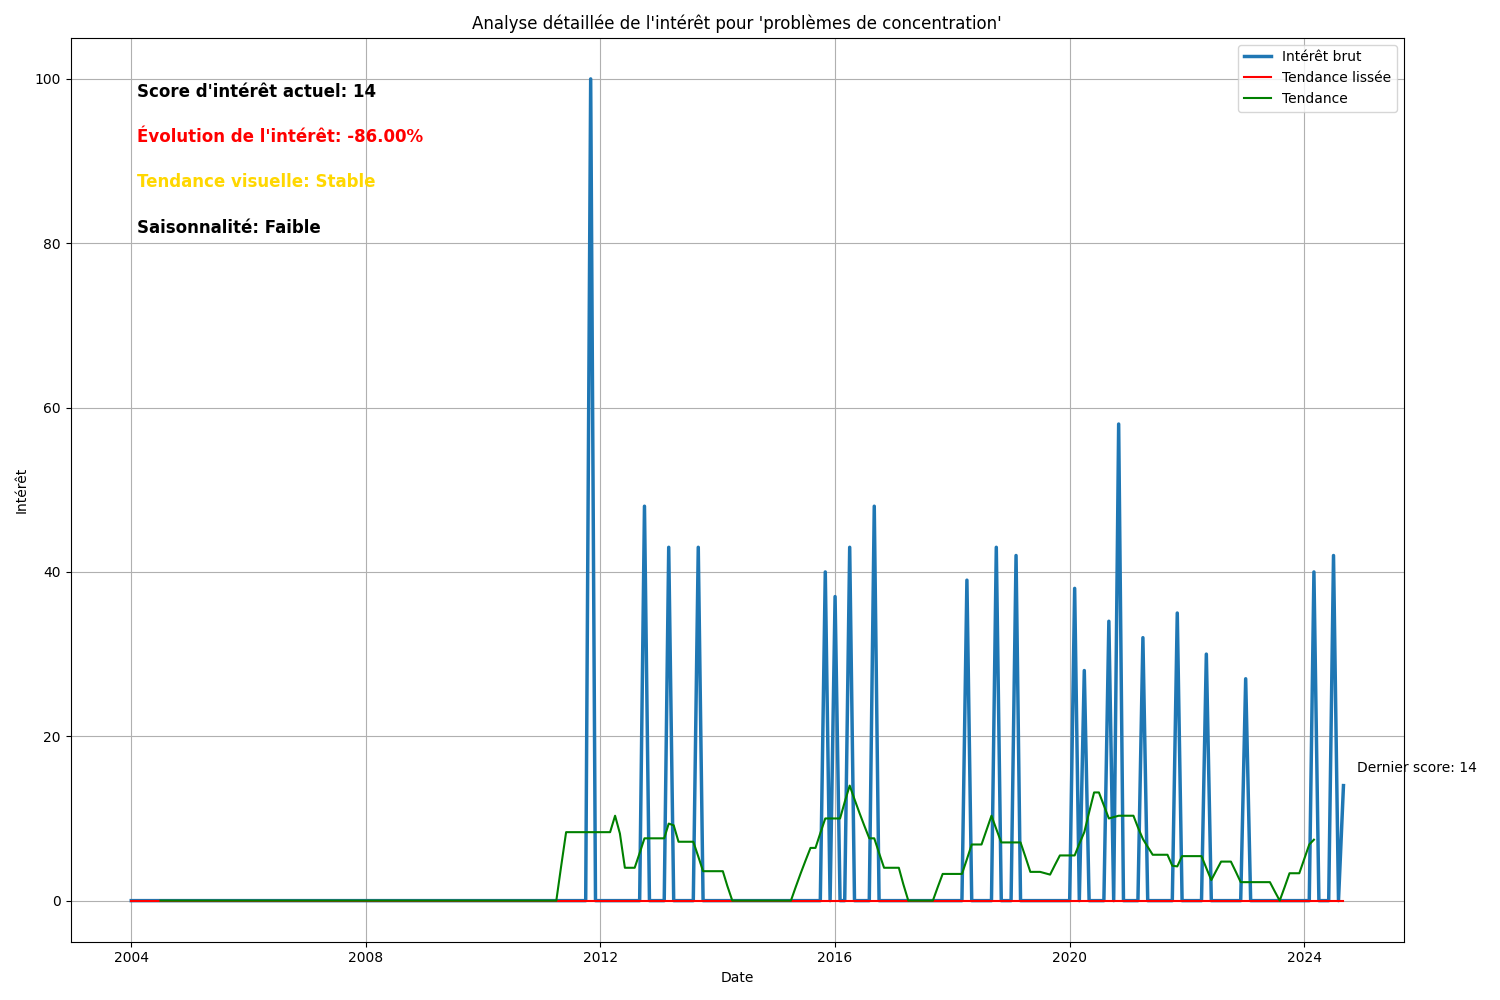 Analyse détaillée de l'intérêt pour 'problèmes de concentration'
Intérêt brut
Tendance lissée
Tendance
Score d'intérêt actuel: 14
Évolution de l'intérêt: -86.00%
Tendance visuelle: Stable
Saisonnalité: Faible
Dernier score: 14
Intérêt
100
80
60
40
20
0
2004
2008
2012
2016
2020
2024
Date